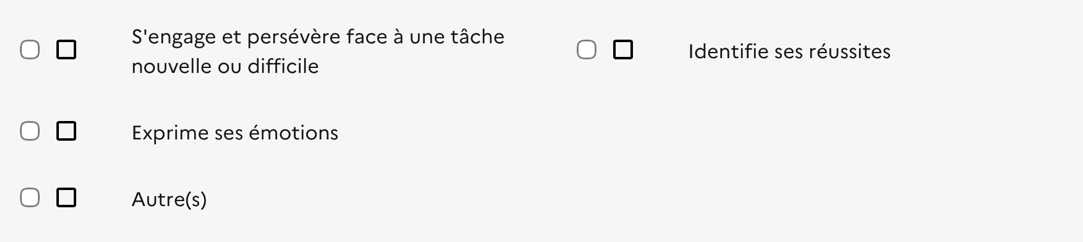 S'engage et persévère face à une tâche
nouvelle ou difficile
Identifie ses réussites
Exprime ses émotions
Autre(s)